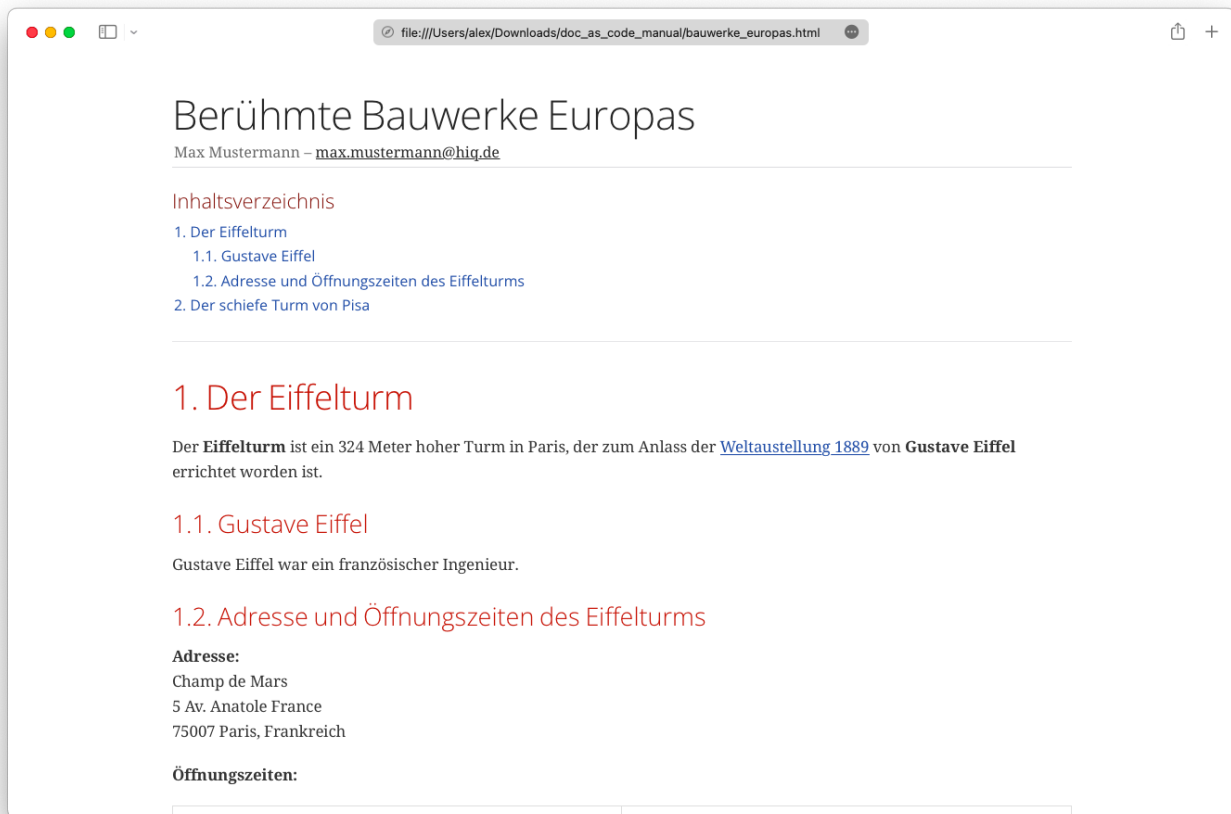 file:///Users/alex/Downloads/doc_as_code_manual/bauwerke_europas.html
Berühmte Bauwerke Europas
Max Mustermann – max.mustermann@hiq.de
Inhaltsverzeichnis
1. Der Eiffelturm
1.1. Gustave Eiffel
1.2. Adresse und Öffnungszeiten des Eiffelturms
2. Der schiefe Turm von Pisa
1. Der Eiffelturm
Der Eiffelturm ist ein 324 Meter hoher Turm in Paris, der zum Anlass der Weltaustellung 1889 von Gustave Eiffel
errichtet worden ist.
1.1. Gustave Eiffel
Gustave Eiffel war ein französischer Ingenieur.
1.2. Adresse und Öffnungszeiten des Eiffelturms
Adresse:
Champ de Mars
5 Av. Anatole France
75007 Paris, Frankreich
Öffnungszeiten: